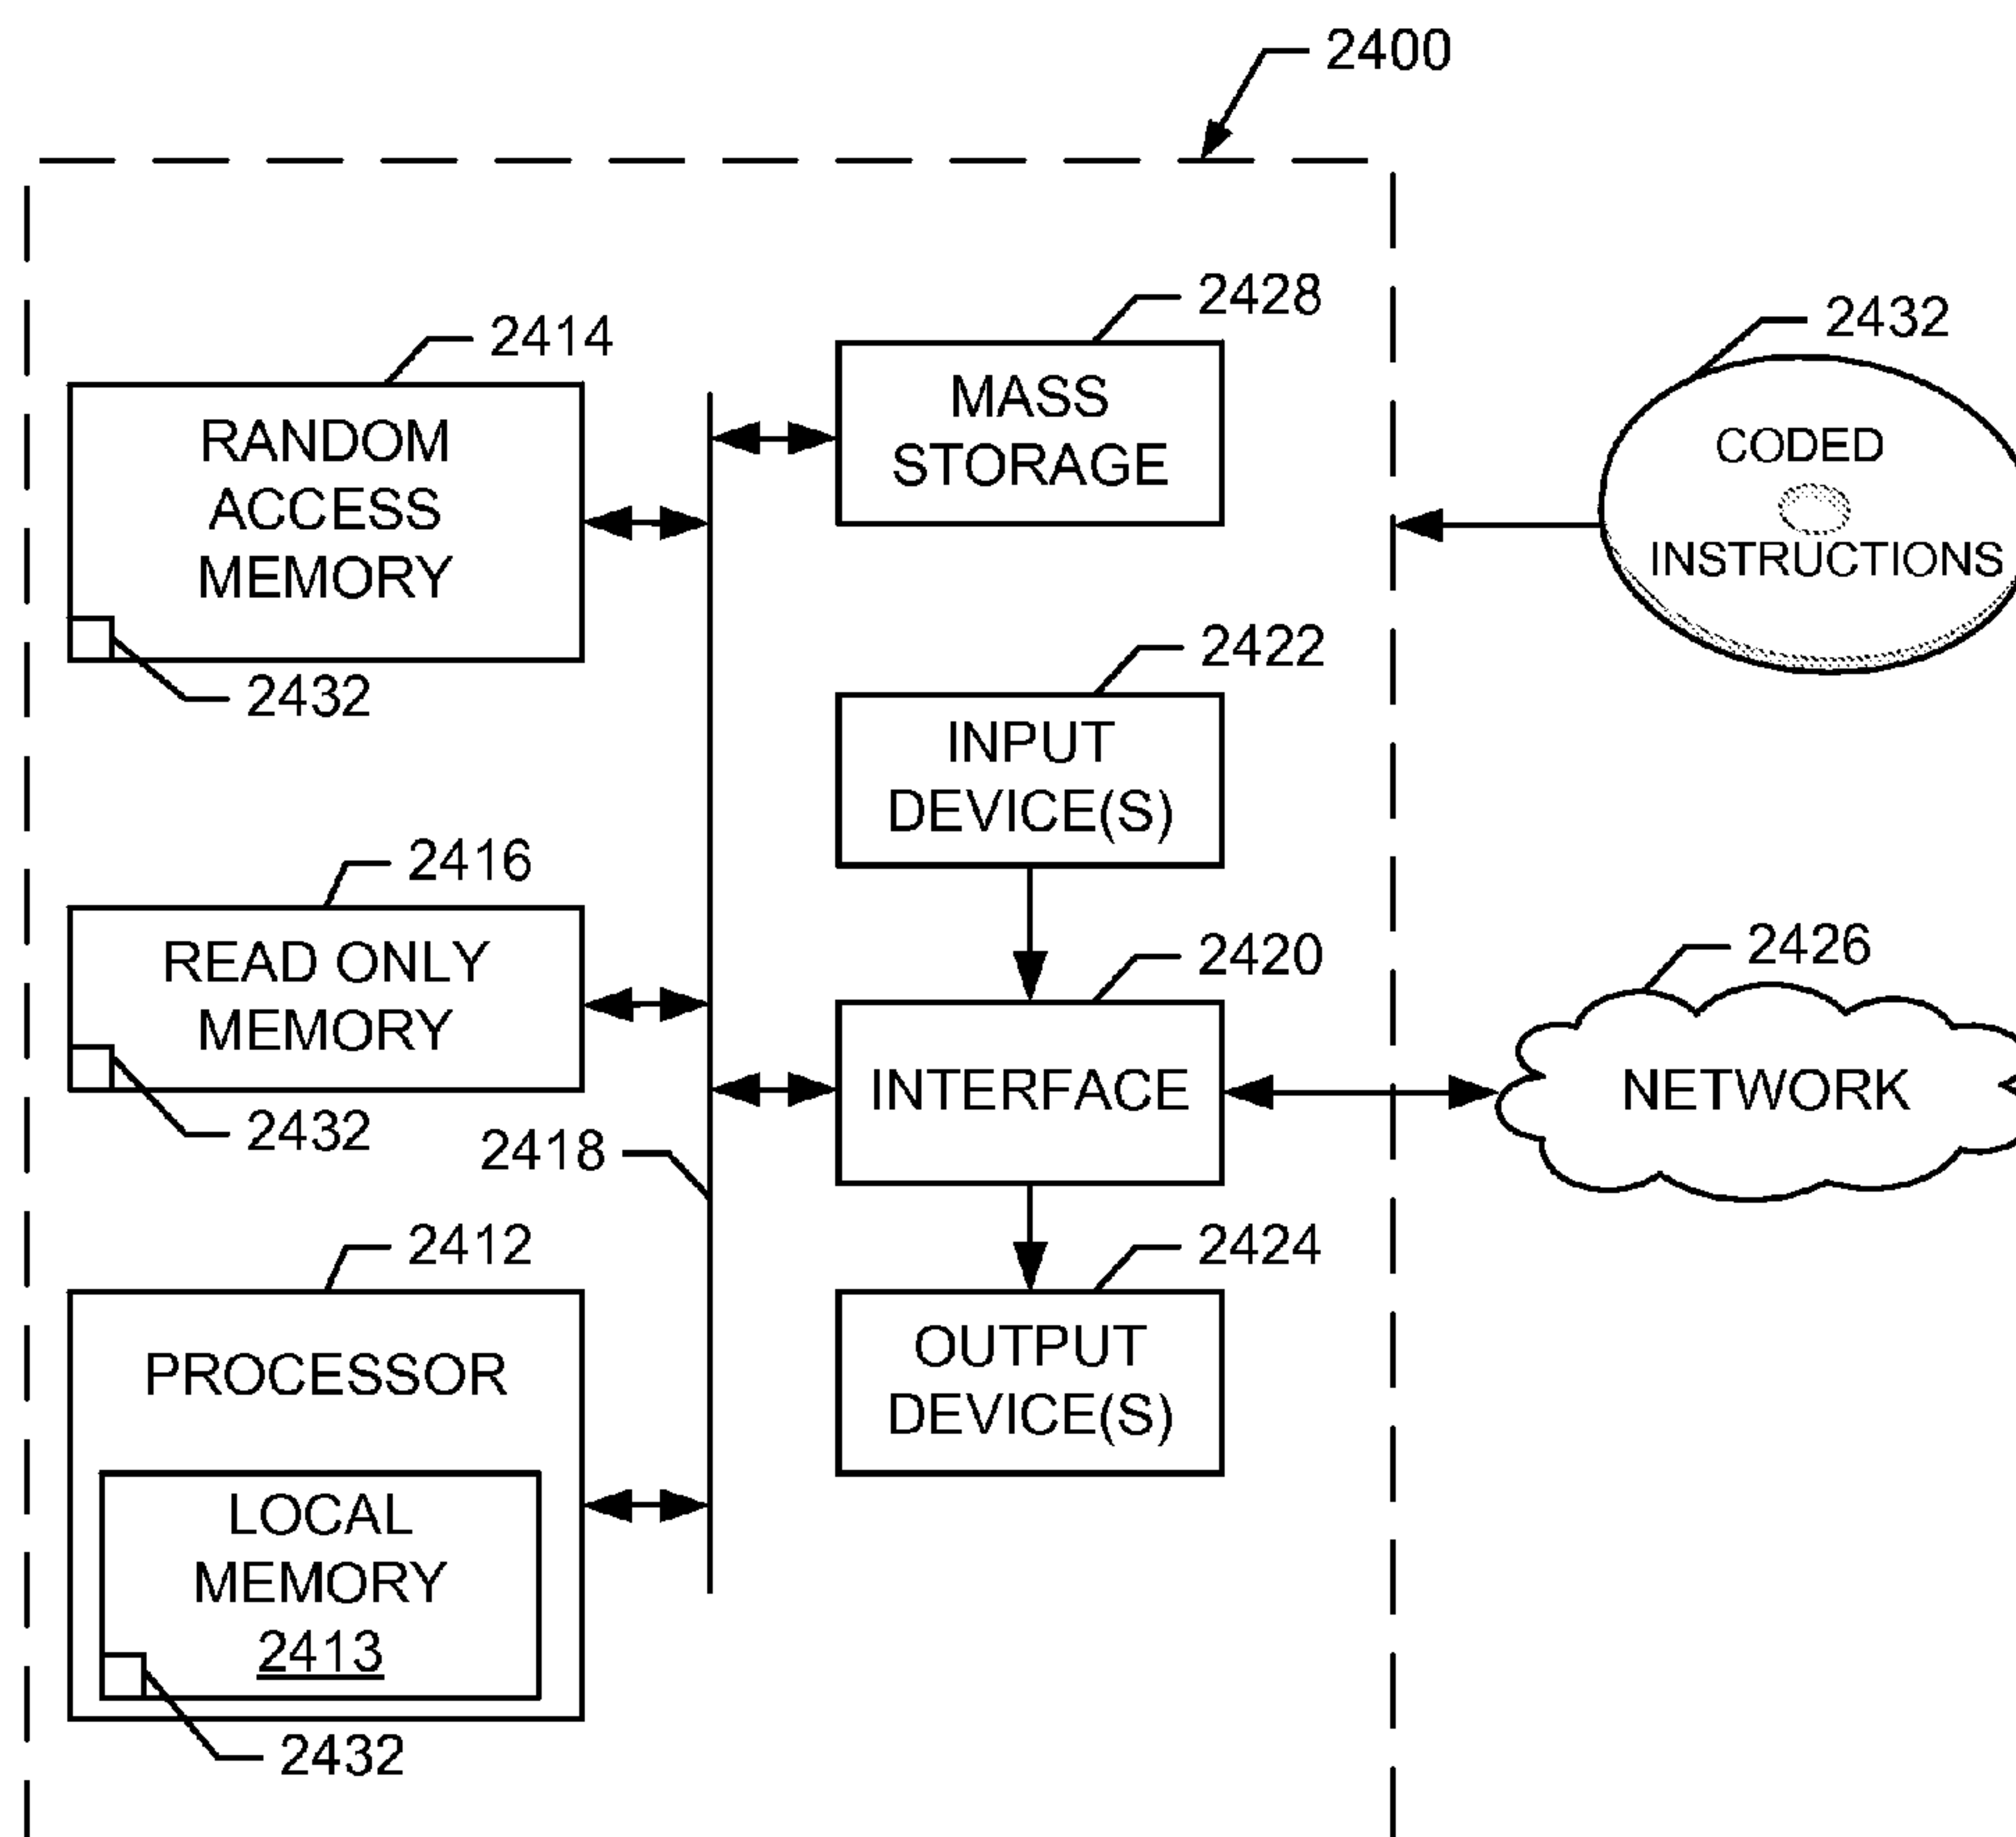 2400
2428
2432
2414
MASS
STORAGE
RANDOM
ACCESS
MEMORY
CODED
INSTRUCTIONS
2432
2422
INPUT
DEVICE(S)
2416
READ ONLY
MEMORY
2432
2420
2426
INTERFACE
NETWORK
2418
2412
2424
PROCESSOR
OUTPUT
DEVICE(S)
LOCAL
MEMORY
2413
2432